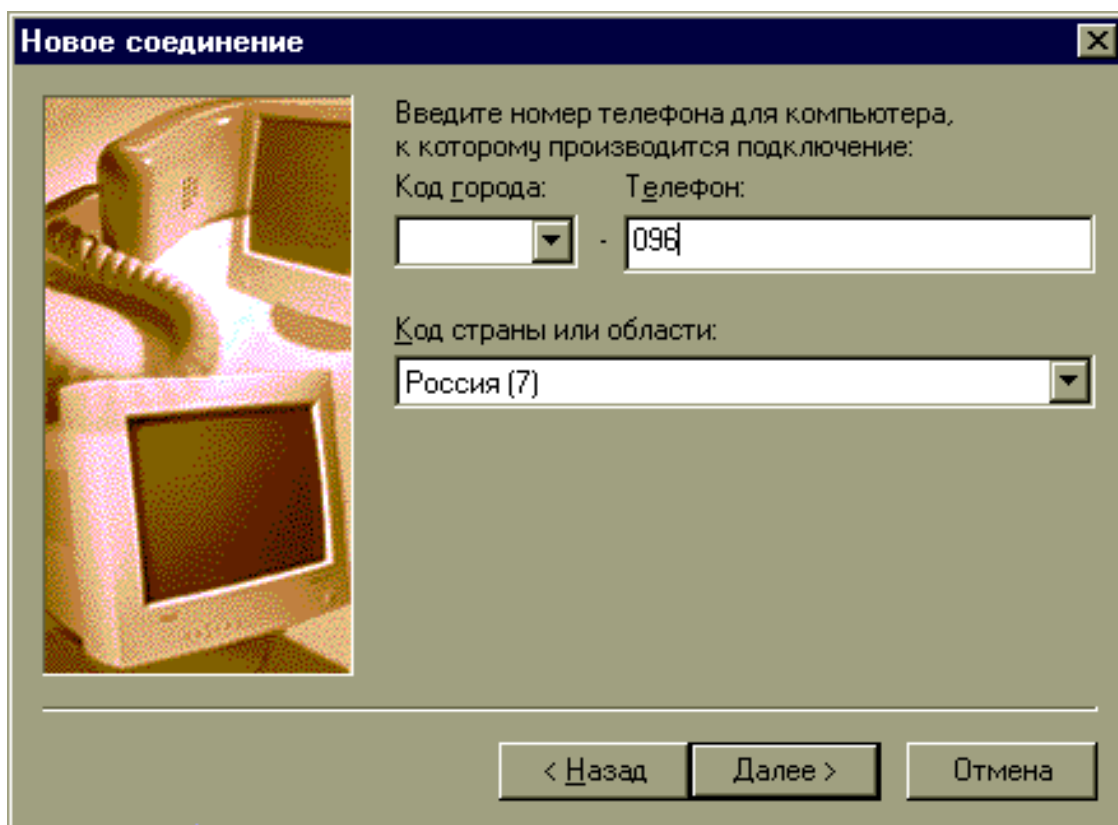 Новое соединение
Введите номер телефона для компьютера,
к которому производится подключение:
Код города: Телефон:
- 096
Код страны или области:
Россия (7)
< Назад Далее > Отмена